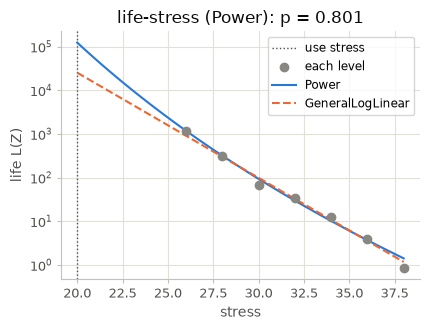 life-stress (Power): p = 0.801
use stress
each level
Power
GeneralLogLinear
life L(Z)
10⁵
10⁴
10³
10²
10¹
10⁰
20.0 22.5 25.0 27.5 30.0 32.5 35.0 37.5
stress